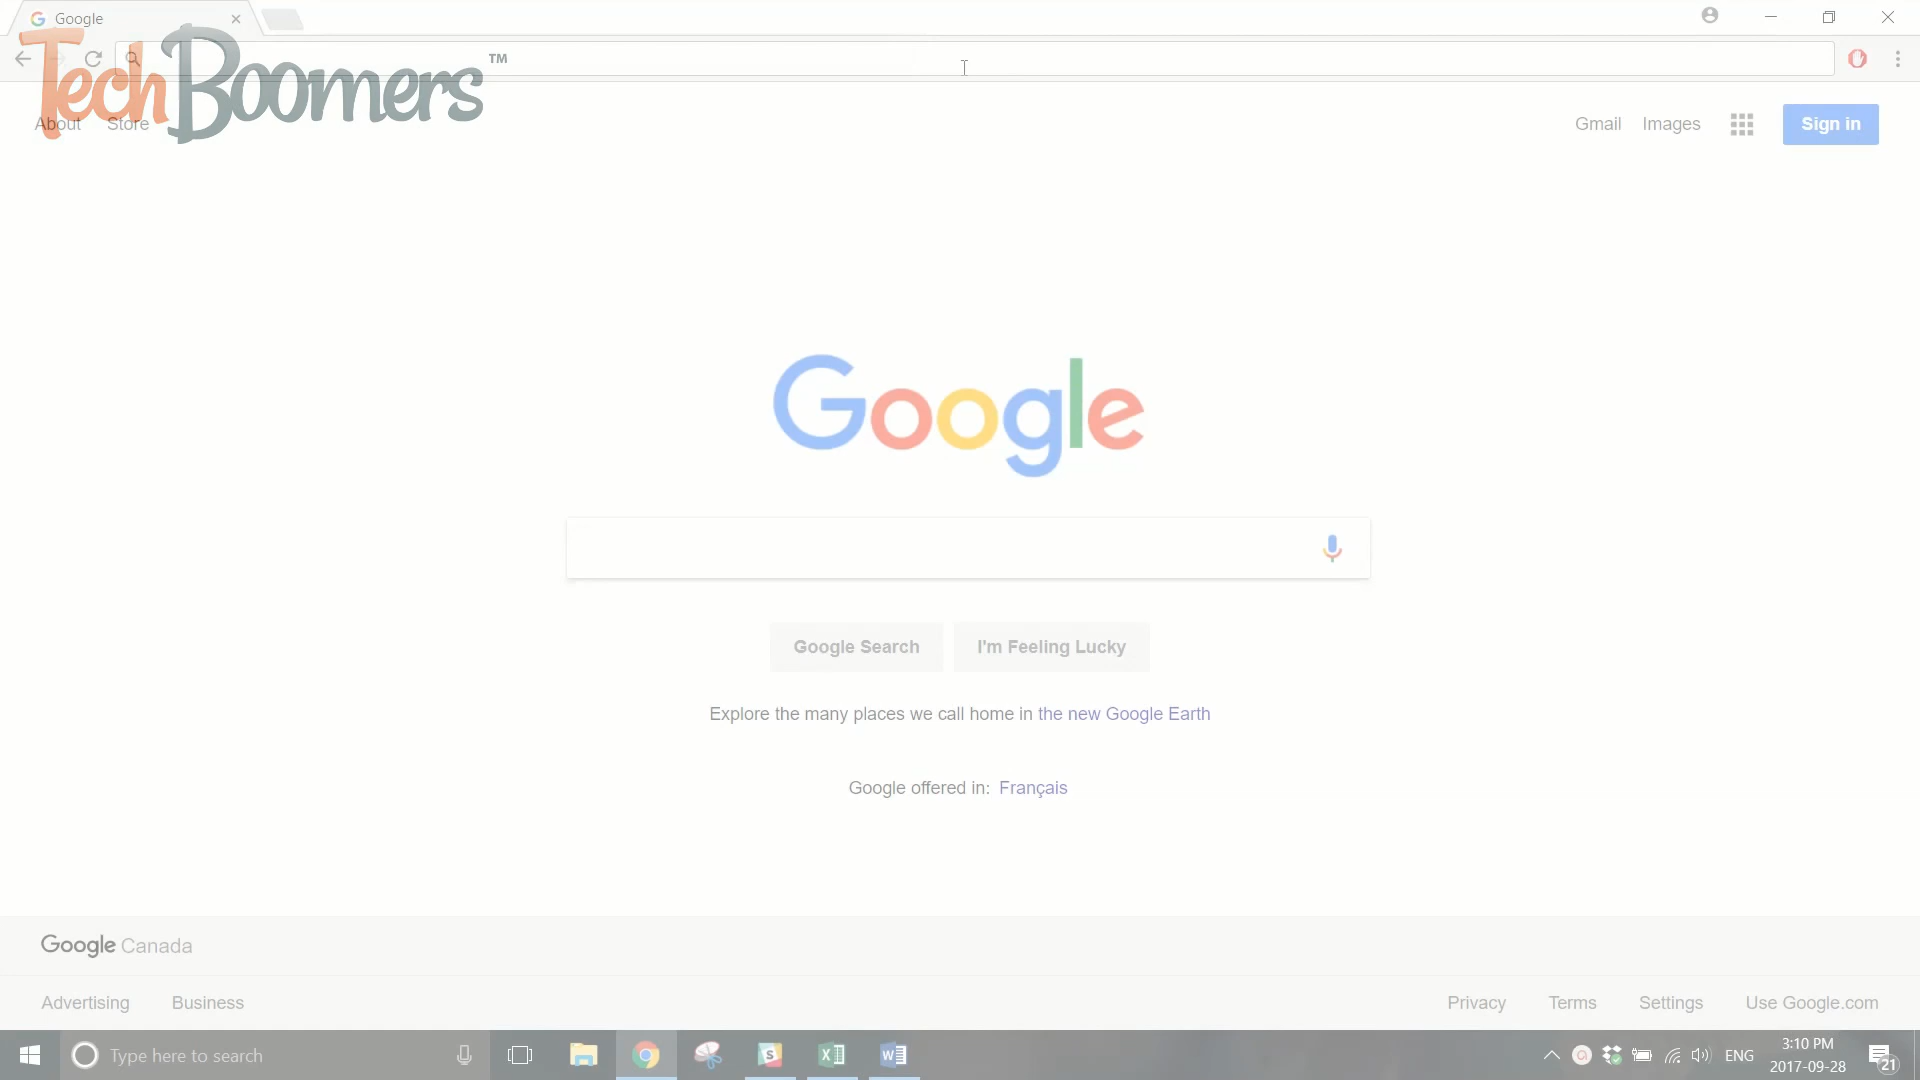 Google
TechBoomers™
About Store
Gmail Images Sign in
Google
Google Search I'm Feeling Lucky
Explore the many places we call home in the new Google Earth
Google offered in: Français
Google Canada
Advertising Business
Privacy Terms Settings Use Google.com
Type here to search
ENG
3:10 PM
2017-09-28
21